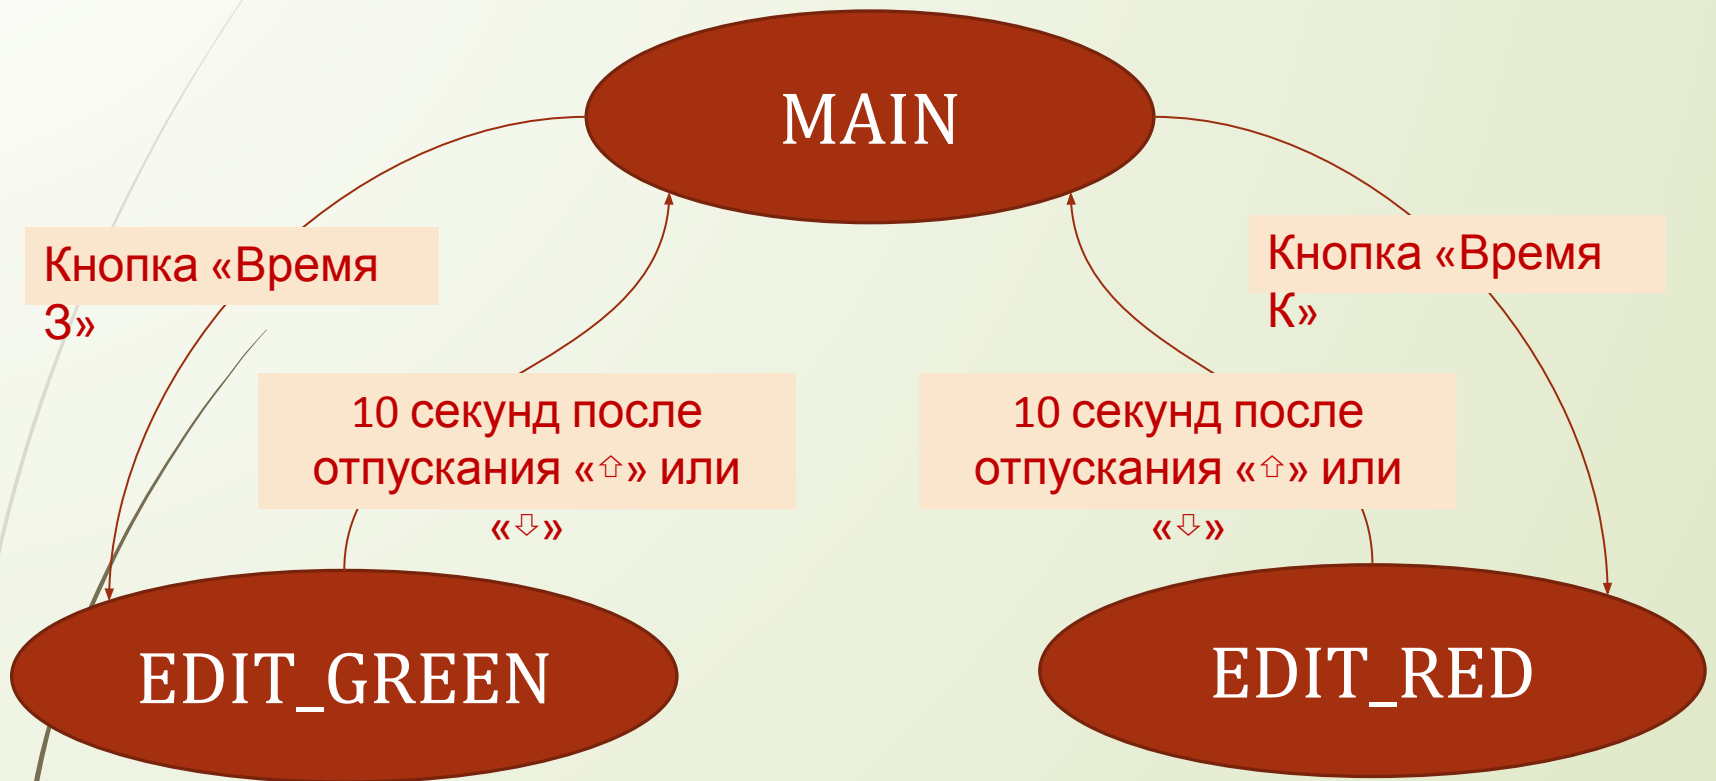 MAIN
Кнопка «Время
З»
Кнопка «Время
К»
10 секунд после
отпускания «⇧» или
«⇩»
10 секунд после
отпускания «⇧» или
«⇩»
EDIT_GREEN
EDIT_RED